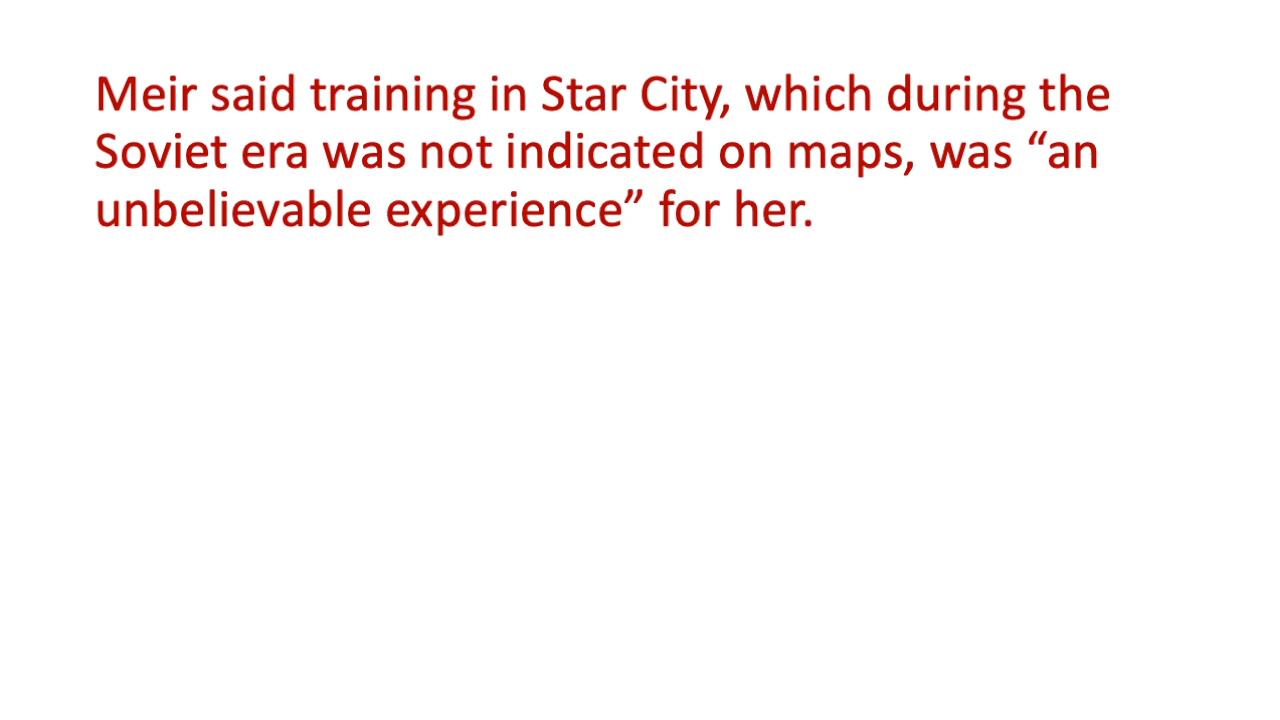 Meir said training in Star City, which during the
Soviet era was not indicated on maps, was “an
unbelievable experience” for her.